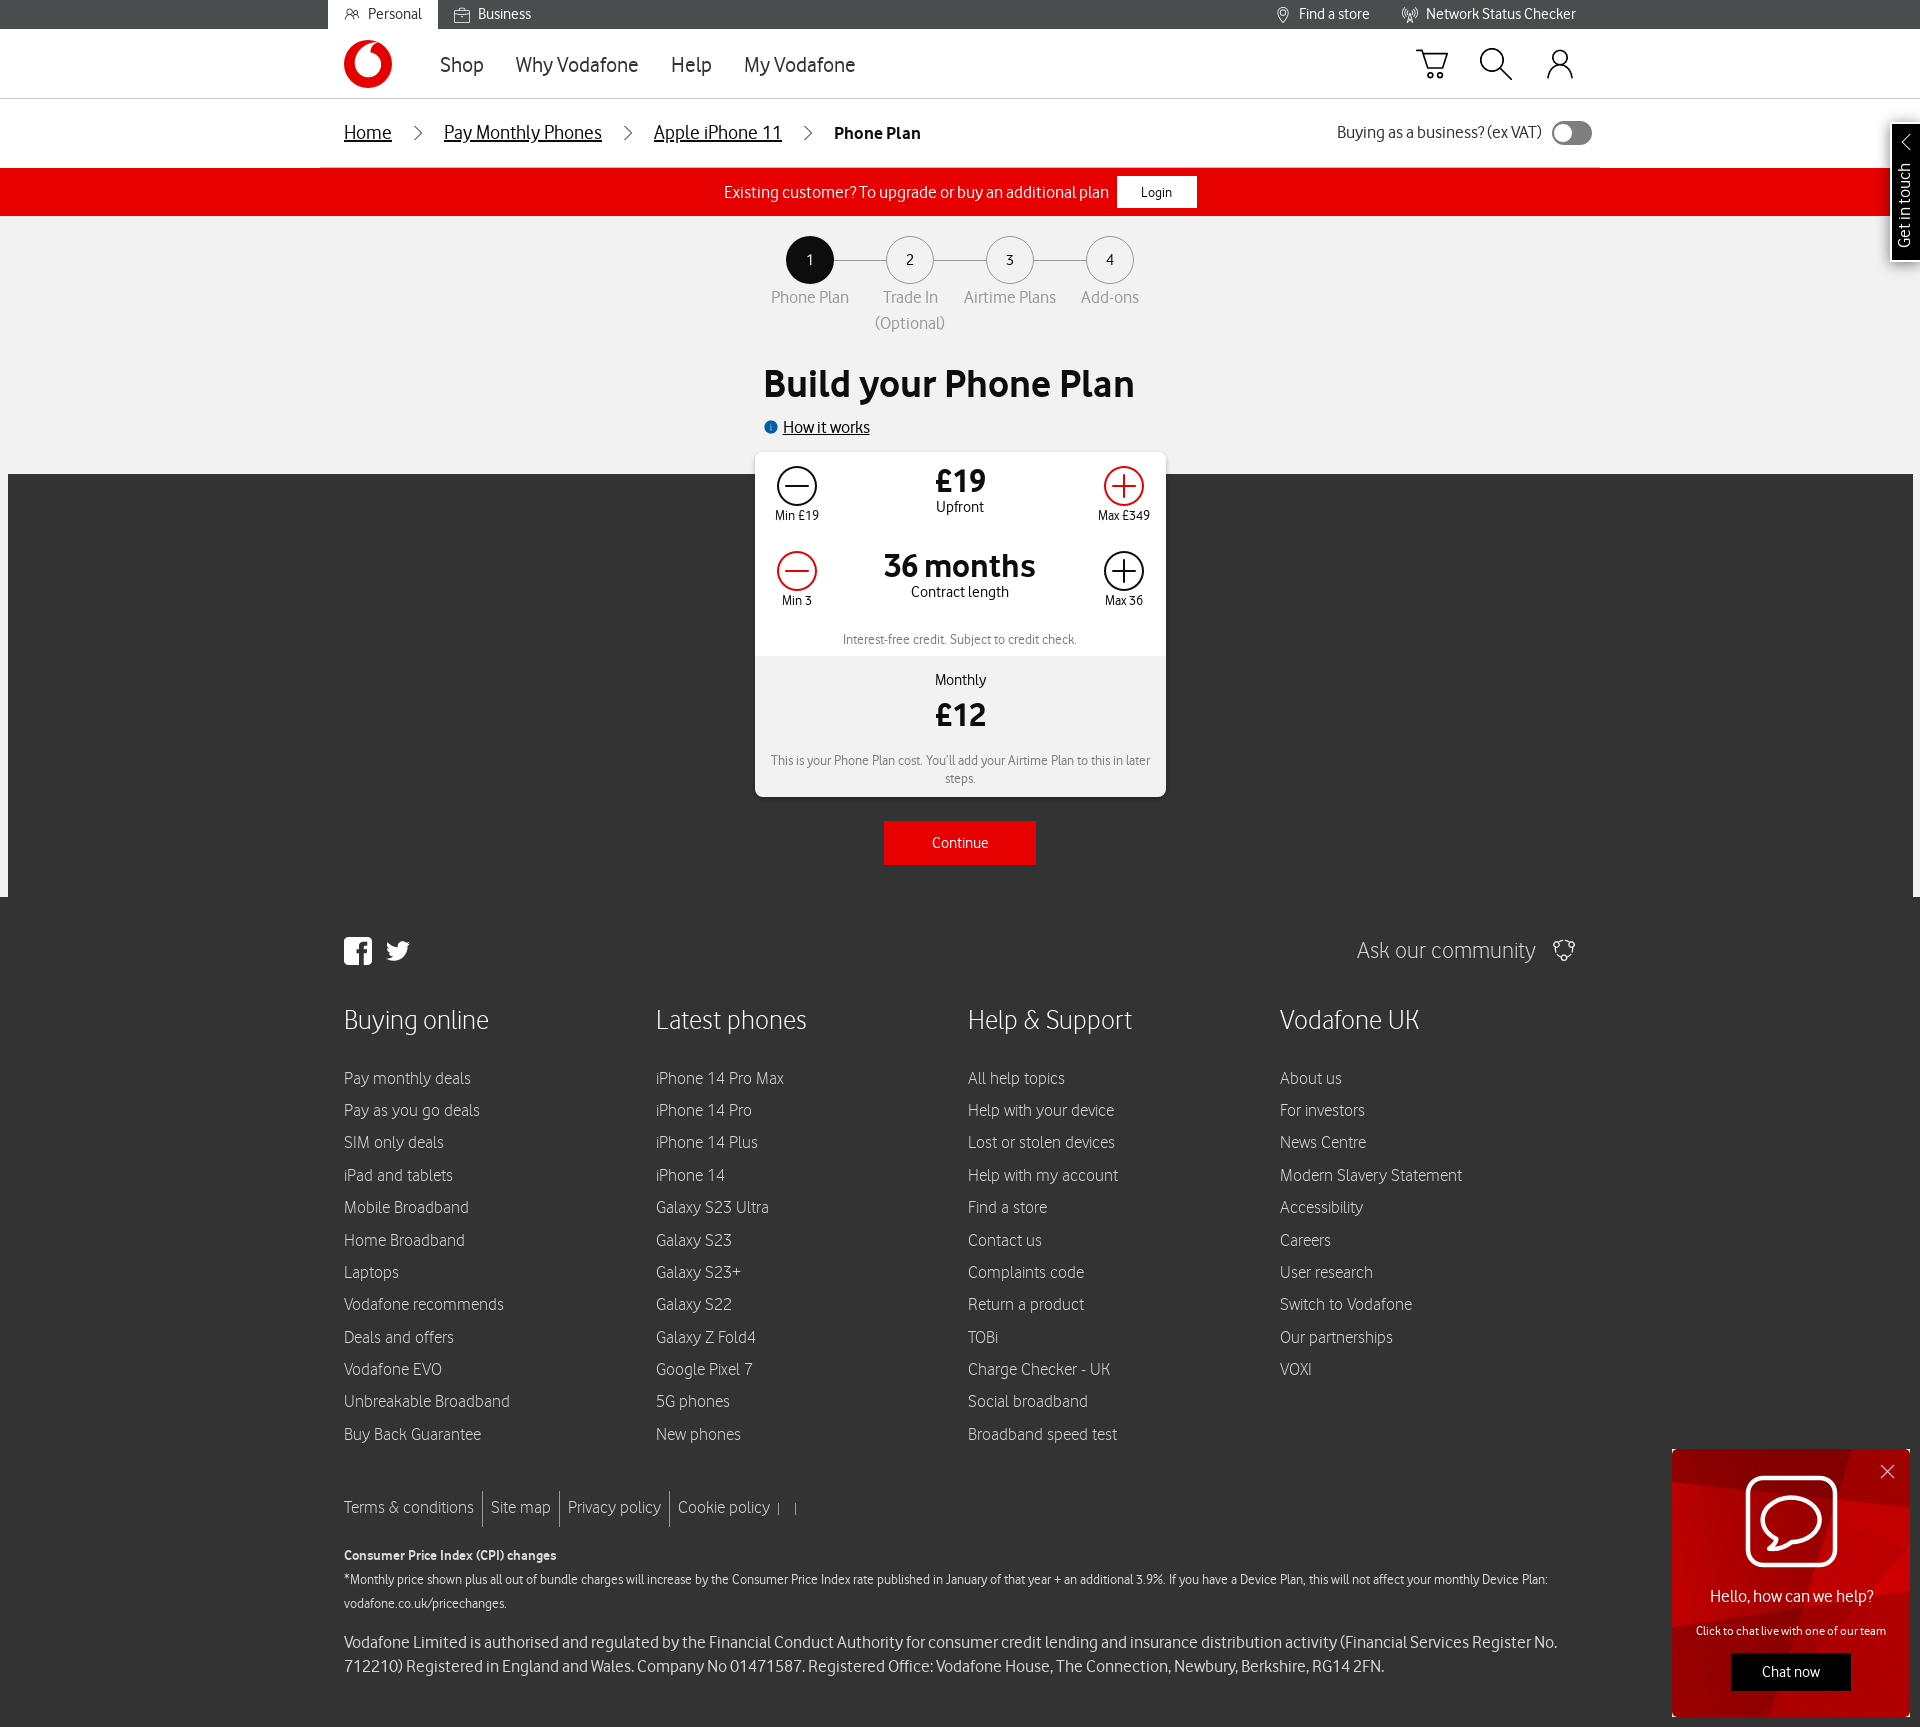 Personal
Business
Find a store
Network Status Checker
Shop
Why Vodafone
Help
My Vodafone
Home
Pay Monthly Phones
Apple iPhone 11
Phone Plan
Buying as a business? (ex VAT)
Get in touch
Existing customer? To upgrade or buy an additional plan
Login
1
2
3
4
Phone Plan
Trade In
(Optional)
Airtime Plans
Add-ons
Build your Phone Plan
How it works
£19
Upfront
Min £19
Max £349
36 months
Contract length
Min 3
Max 36
Interest-free credit. Subject to credit check.
Monthly
£12
This is your Phone Plan cost. You'll add your Airtime Plan to this in later
steps.
Continue
Ask our community
Buying online
Pay monthly deals
Pay as you go deals
SIM only deals
iPad and tablets
Mobile Broadband
Home Broadband
Laptops
Vodafone recommends
Deals and offers
Vodafone EVO
Unbreakable Broadband
Buy Back Guarantee
Latest phones
iPhone 14 Pro Max
iPhone 14 Pro
iPhone 14 Plus
iPhone 14
Galaxy S23 Ultra
Galaxy S23
Galaxy S23+
Galaxy S22
Galaxy Z Fold4
Google Pixel 7
5G phones
New phones
Help & Support
All help topics
Help with your device
Lost or stolen devices
Help with my account
Find a store
Contact us
Complaints code
Return a product
TOBi
Charge Checker - UK
Social broadband
Broadband speed test
Vodafone UK
About us
For investors
News Centre
Modern Slavery Statement
Accessibility
Careers
User research
Switch to Vodafone
Our partnerships
VOXI
Terms & conditions
Site map
Privacy policy
Cookie policy
Consumer Price Index (CPI) changes
*Monthly price shown plus all out of bundle charges will increase by the Consumer Price Index rate published in January of that year + an additional 3.9%. If you have a Device Plan, this will not affect your monthly Device Plan:
vodafone.co.uk/pricechanges.
Vodafone Limited is authorised and regulated by the Financial Conduct Authority for consumer credit lending and insurance distribution activity (Financial Services Register No.
712210) Registered in England and Wales. Company No 01471587. Registered Office: Vodafone House, The Connection, Newbury, Berkshire, RG14 2FN.
Hello, how can we help?
Click to chat live with one of our team
Chat now